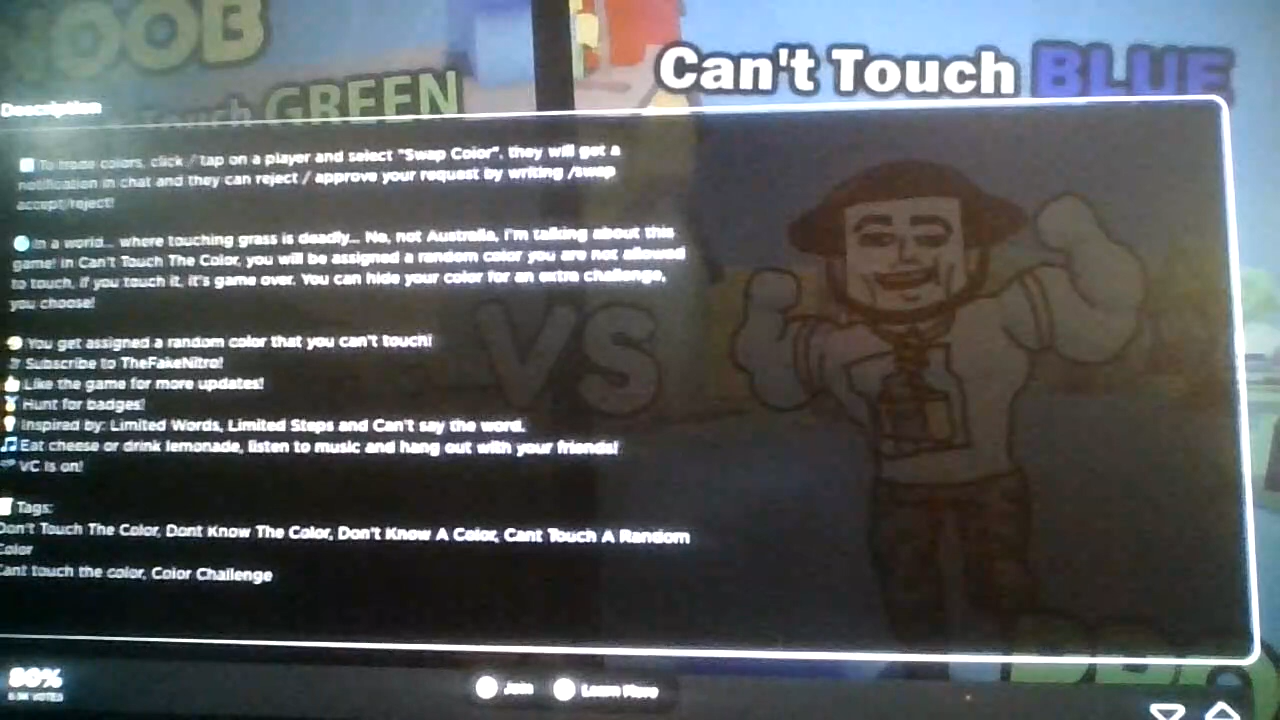 NOOB
Touch GREEN
Can't Touch BLUE
Description
To trade colors, click / tap on a player and select "Swap Color", they will get a
notification in chat and they can reject / approve your request by writing /swap
accept/reject!
In a world... where touching grass is deadly... No, not Australia, I'm talking about this
game! In Can't Touch The Color, you will be assigned a random color you are not allowed
to touch, if you touch it, it's game over. You can hide your color for an extra challenge,
you choose!
You get assigned a random color that you can't touch!
Subscribe to TheFakeNitro!
Like the game for more updates!
Hunt for badges!
Inspired by: Limited Words, Limited Steps and Can't say the word.
Eat cheese or drink lemonade, listen to music and hang out with your friends!
VC is on!
VS
Tags:
Don't Touch The Color, Dont Know The Color, Don't Know A Color, Cant Touch A Random
Color
Cant touch the color, Color Challenge
Join
Learn More